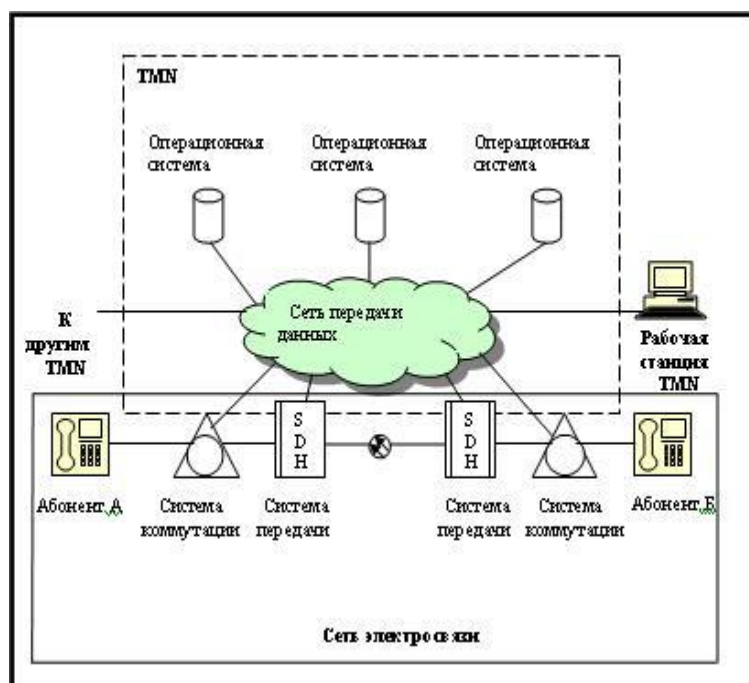 TMN
Операционная
система
Операционная
система
Операционная
система
Сеть передачи
данных
К
другим
TMN
Рабочая
станция
TMN
S
D
H
S
D
H
Абонент А
Система
коммутации
Система
передачи
Система
передачи
Система
коммутации
Абонент Б
Сеть электросвязи